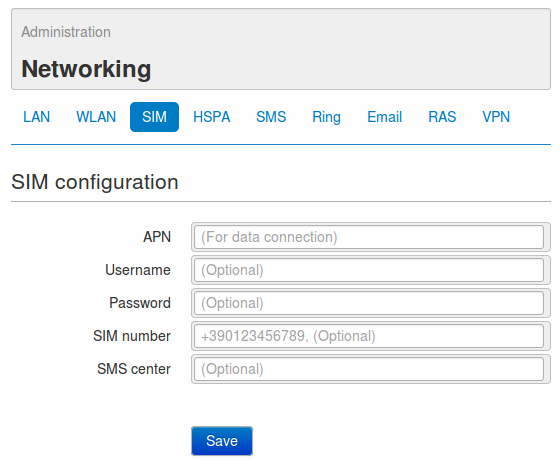 Administration
Networking
LAN WLAN SIM HSPA SMS Ring Email RAS VPN
SIM configuration
APN (For data connection)
Username (Optional)
Password (Optional)
SIM number +390123456789, (Optional)
SMS center (Optional)
Save